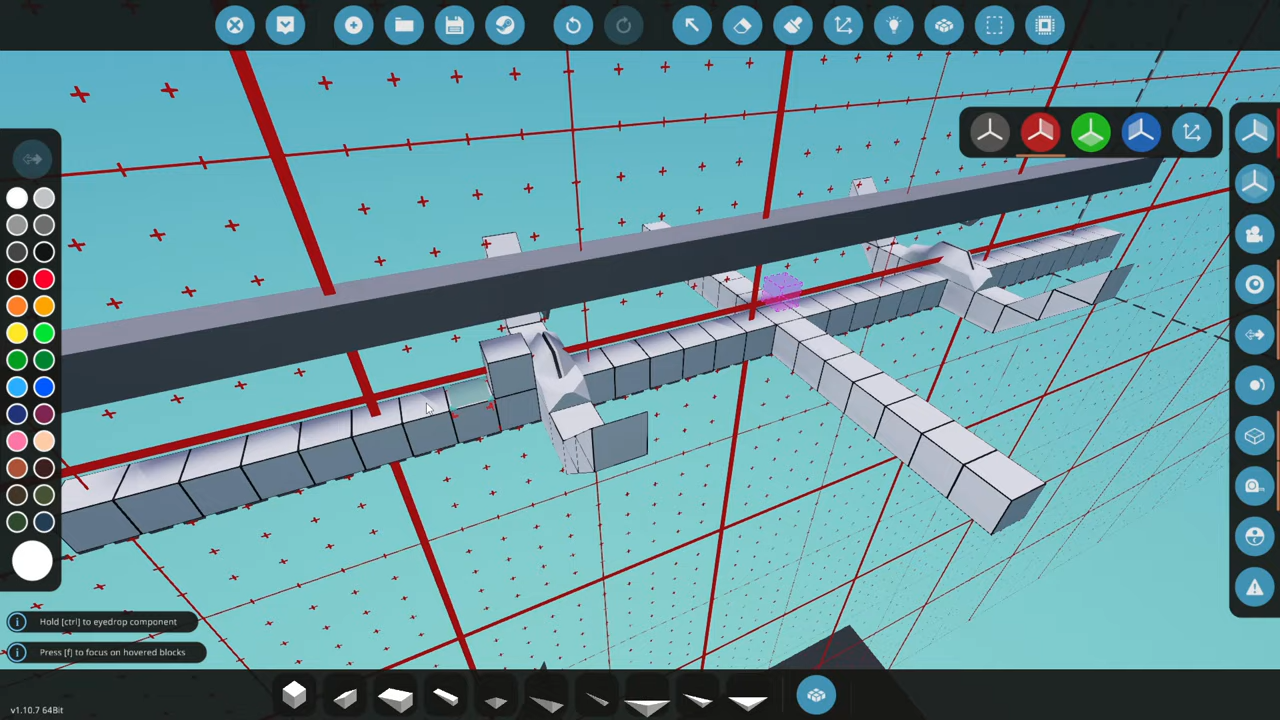 Hold [ctrl] to eyedrop component
Press [f] to focus on hovered blocks
v1.10.7 64Bit